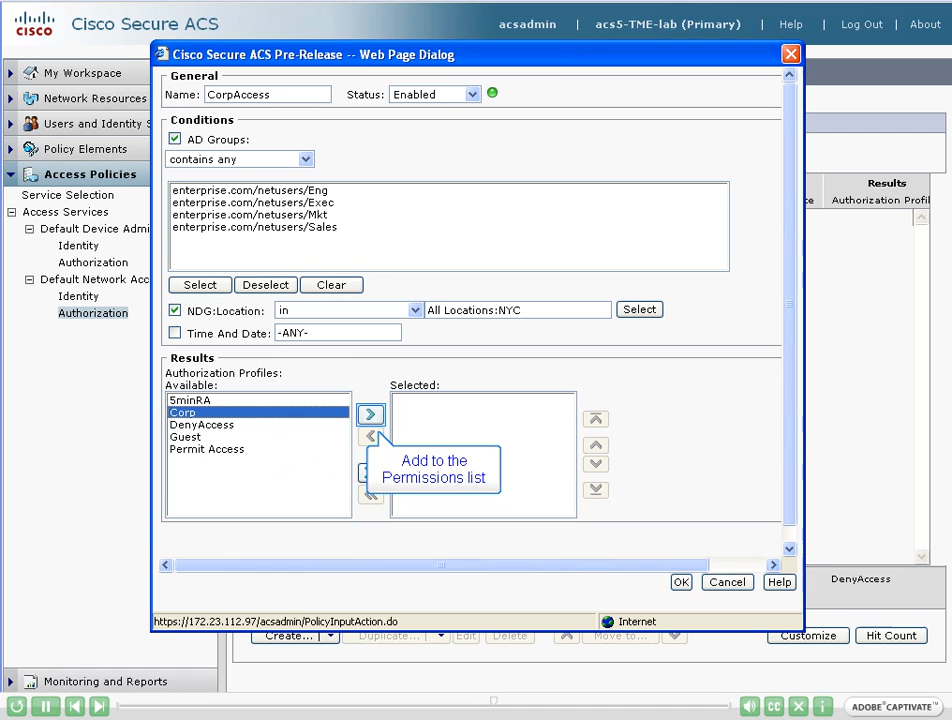 CISCO
Cisco Secure ACS
acsadmin
acs5-TME-lab (Primary)
Help
Log Out
About
Cisco Secure ACS Pre-Release -- Web Page Dialog
My Workspace
Network Resources
Users and Identity S
Policy Elements
Access Policies
Service Selection
Access Services
Default Device Admi
Identity
Authorization
Default Network Acc
Identity
Authorization
Monitoring and Reports
General
Name: CorpAccess
Status: Enabled
Conditions
AD Groups:
contains any
enterprise.com/netusers/Eng
enterprise.com/netusers/Exec
enterprise.com/netusers/Mkt
enterprise.com/netusers/Sales
Select Deselect Clear
NDG:Location: in All Locations:NYC Select
Time And Date: -ANY-
Results
Authorization Profiles:
Available:
Selected:
5minRA
Corp
DenyAccess
Guest
Permit Access
Add to the
Permissions list
OK Cancel Help
https://172.23.112.97/acsadmin/PolicyInputAction.do
Internet
Results
ce
Authorization Profil
DenyAccess
Create... Duplicate... Edit Delete Move to... Customize Hit Count
CC
ADOBE® CAPTIVATE™